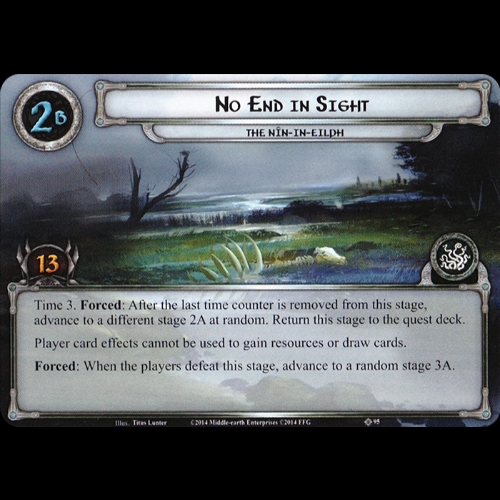 2B
No End in Sight
The Nîn-in-Eilph
13
Time 3. Forced: After the last time counter is removed from this stage,
advance to a different stage 2A at random. Return this stage to the quest deck.
Player card effects cannot be used to gain resources or draw cards.
Forced: When the players defeat this stage, advance to a random stage 3A.
Illus. Titus Lunter ©2014 Middle-earth Enterprises ©2014 FFG 95